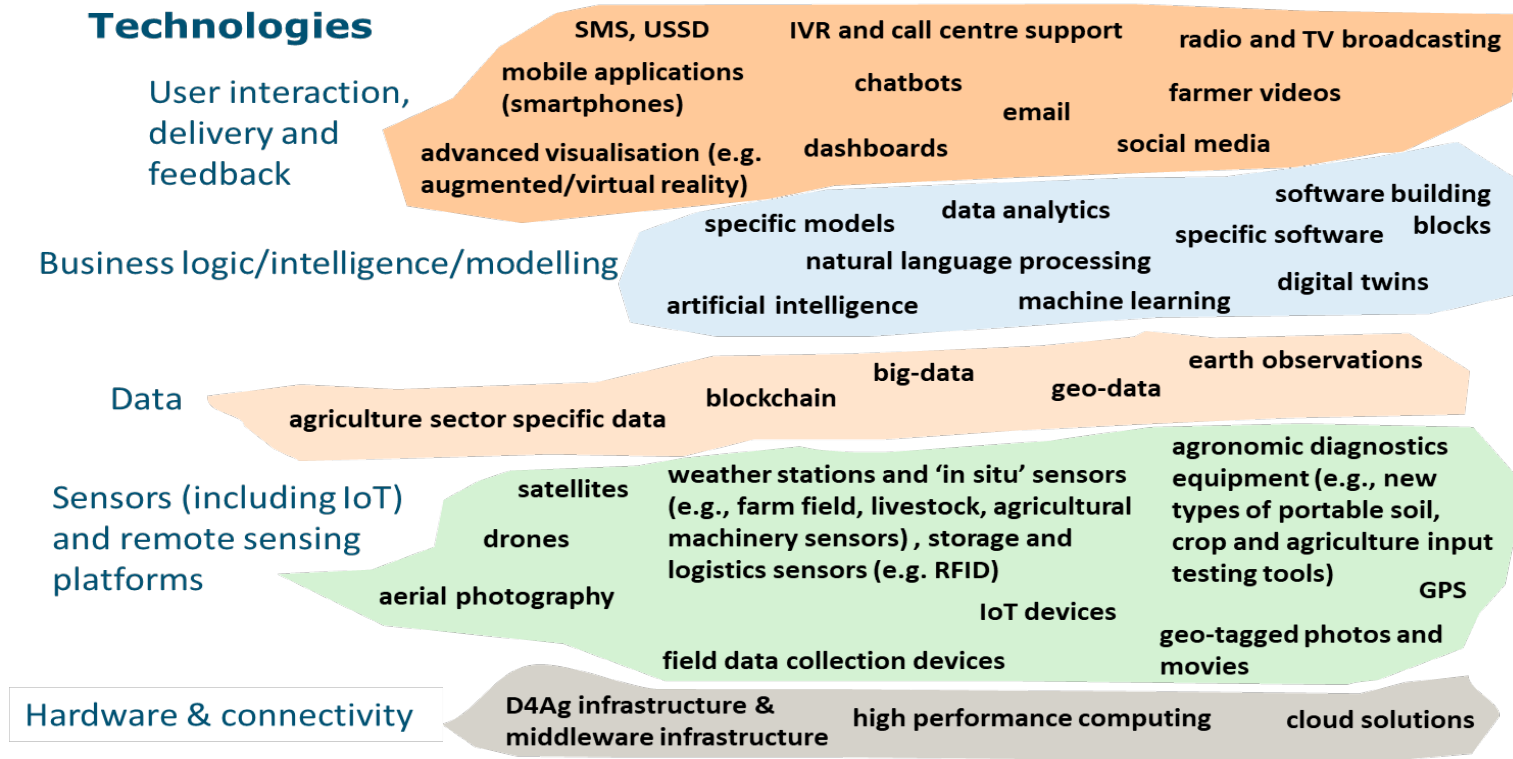 Technologies
User interaction,
delivery and
feedback
SMS, USSD
IVR and call centre support
radio and TV broadcasting
mobile applications
(smartphones)
chatbots
email
farmer videos
advanced visualisation (e.g.
augmented/virtual reality)
dashboards
social media
Business logic/intelligence/modelling
specific models
data analytics
software building
blocks
specific software
natural language processing
digital twins
artificial intelligence
machine learning
Data
agriculture sector specific data
blockchain
big-data
geo-data
earth observations
Sensors (including IoT)
and remote sensing
platforms
satellites
drones
aerial photography
weather stations and ‘in situ’ sensors
(e.g., farm field, livestock, agricultural
machinery sensors) , storage and
logistics sensors (e.g. RFID)
agronomic diagnostics
equipment (e.g., new
types of portable soil,
crop and agriculture input
testing tools)
GPS
IoT devices
geo-tagged photos and
movies
field data collection devices
Hardware & connectivity
D4Ag infrastructure &
middleware infrastructure
high performance computing
cloud solutions